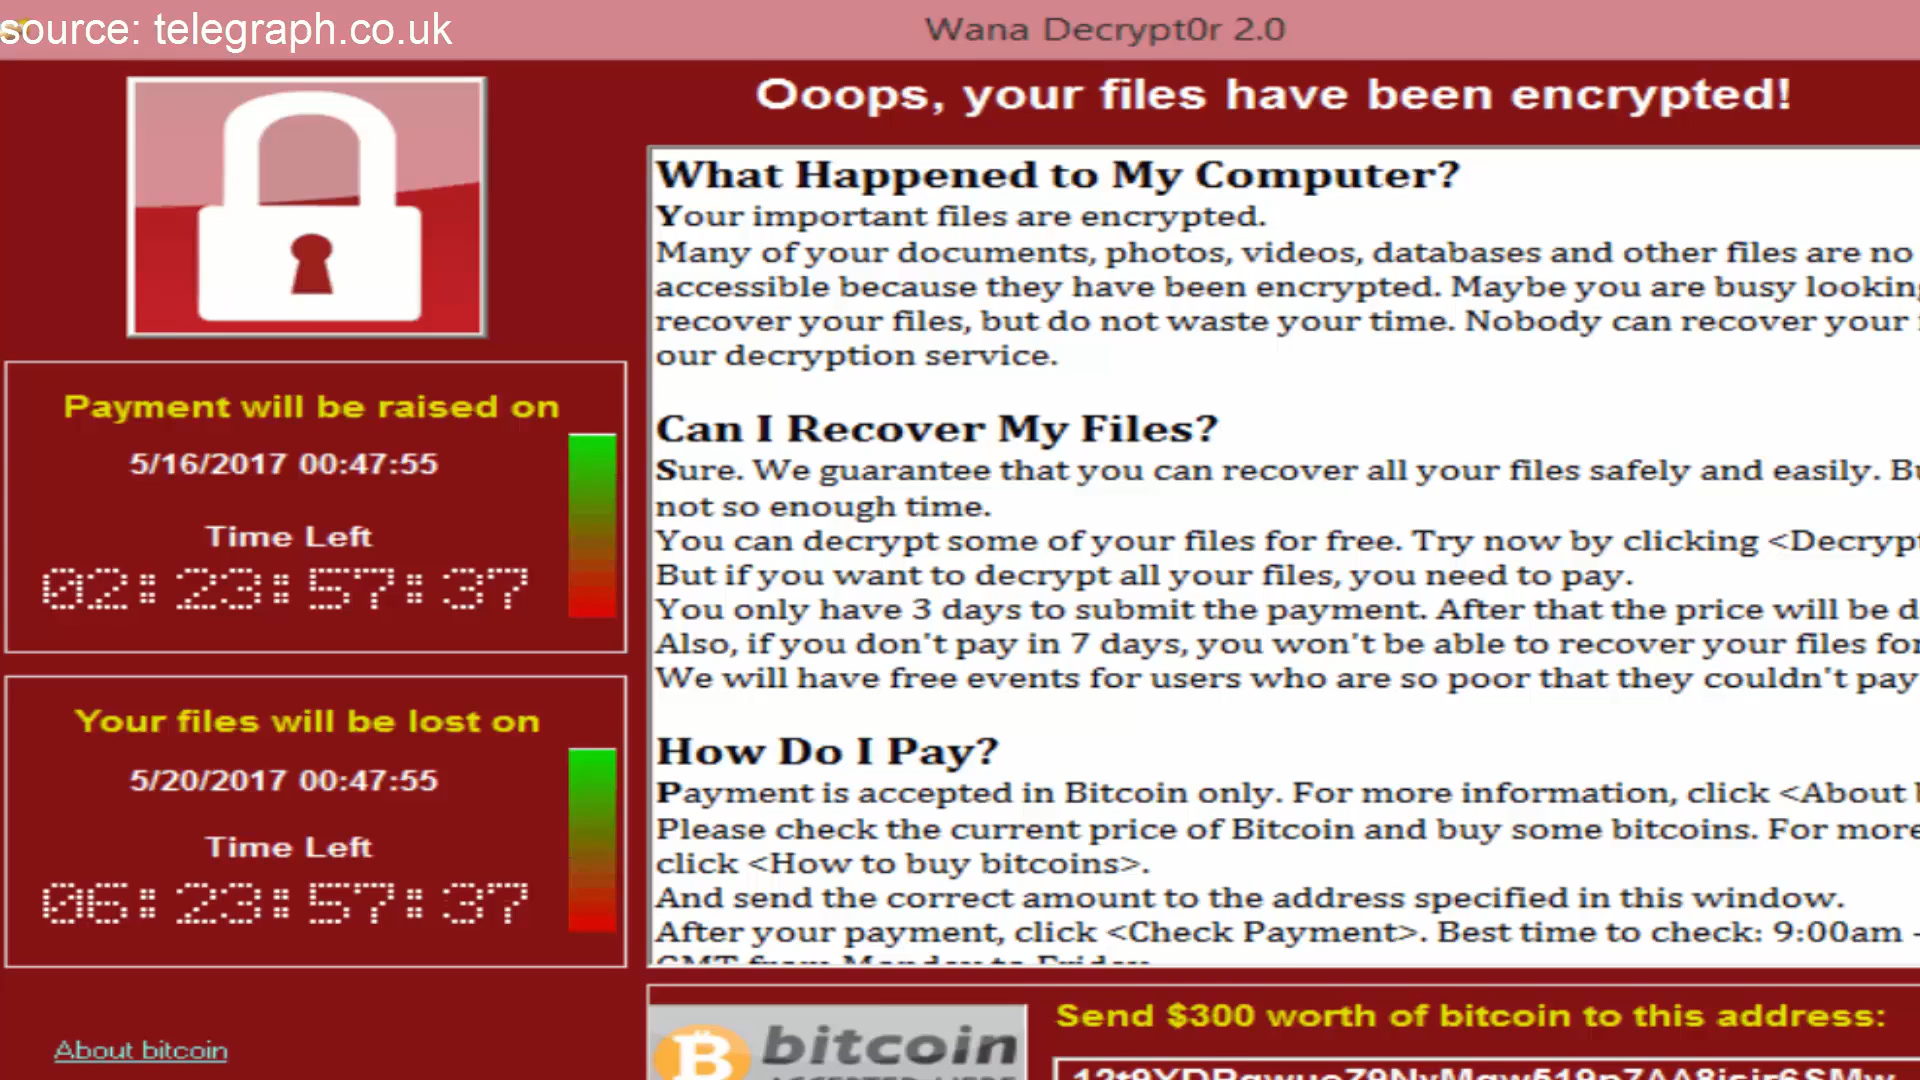 source: telegraph.co.uk
Wana Decrypt0r 2.0
Ooops, your files have been encrypted!
What Happened to My Computer?
Your important files are encrypted.
Many of your documents, photos, videos, databases and other files are no
accessible because they have been encrypted. Maybe you are busy looking
recover your files, but do not waste your time. Nobody can recover your
our decryption service.
Can I Recover My Files?
Sure. We guarantee that you can recover all your files safely and easily.
not so enough time.
You can decrypt some of your files for free. Try now by clicking <Decrypt
But if you want to decrypt all your files, you need to pay.
You only have 3 days to submit the payment. After that the price will be d
Also, if you don't pay in 7 days, you won't be able to recover your files for
We will have free events for users who are so poor that they couldn't pay
How Do I Pay?
Payment is accepted in Bitcoin only. For more information, click <About
Please check the current price of Bitcoin and buy some bitcoins. For more
click <How to buy bitcoins>.
And send the correct amount to the address specified in this window.
After your payment, click <Check Payment>. Best time to check: 9:00am -
GMT from Monday to Friday.
Payment will be raised on
5/16/2017 00:47:55
Time Left
02:23:57:37
Your files will be lost on
5/20/2017 00:47:55
Time Left
06:23:57:37
About bitcoin
bitcoin
Send $300 worth of bitcoin to this address: